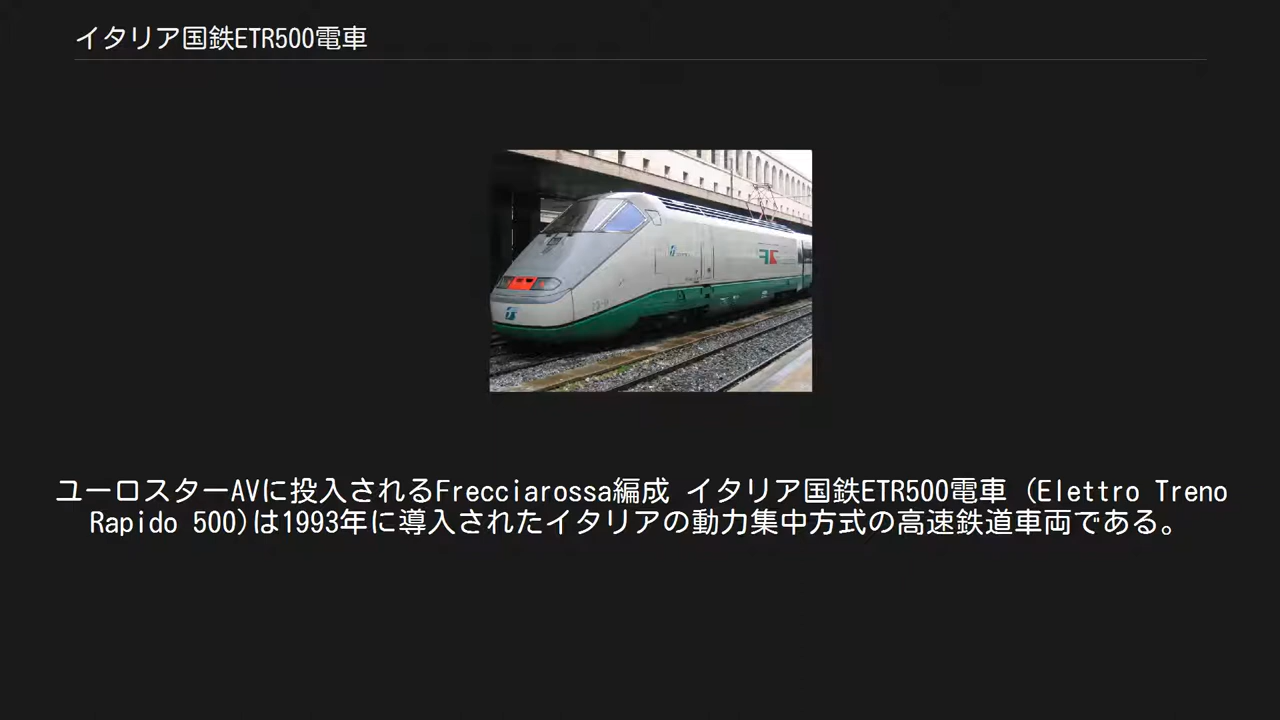 イタリア国鉄ETR500電車
ユーロスターAVに投入されるFrecciarossa編成 イタリア国鉄ETR500電車 (Elettro Treno
Rapido 500)は1993年に導入されたイタリアの動力集中方式の高速鉄道車両である。